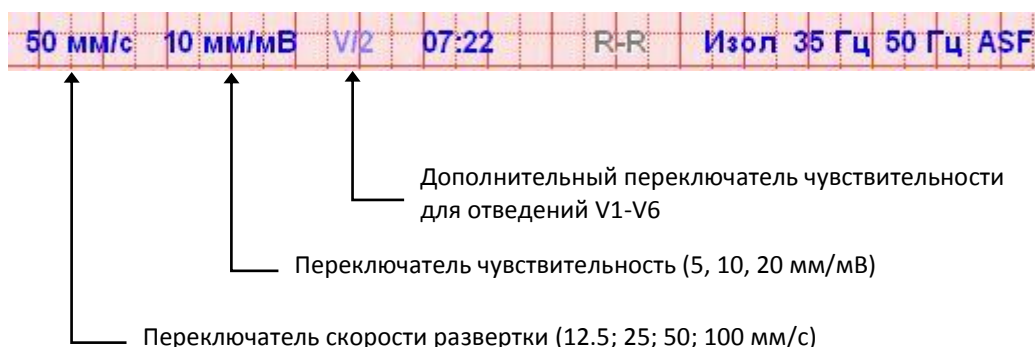 50 мм/с 10 мм/мВ V/2 07:22 R-R Изол 35 Гц 50 Гц ASF
Дополнительный переключатель чувствительности
для отведений V1-V6
Переключатель чувствительность (5, 10, 20 мм/мВ)
Переключатель скорости развертки (12.5; 25; 50; 100 мм/с)